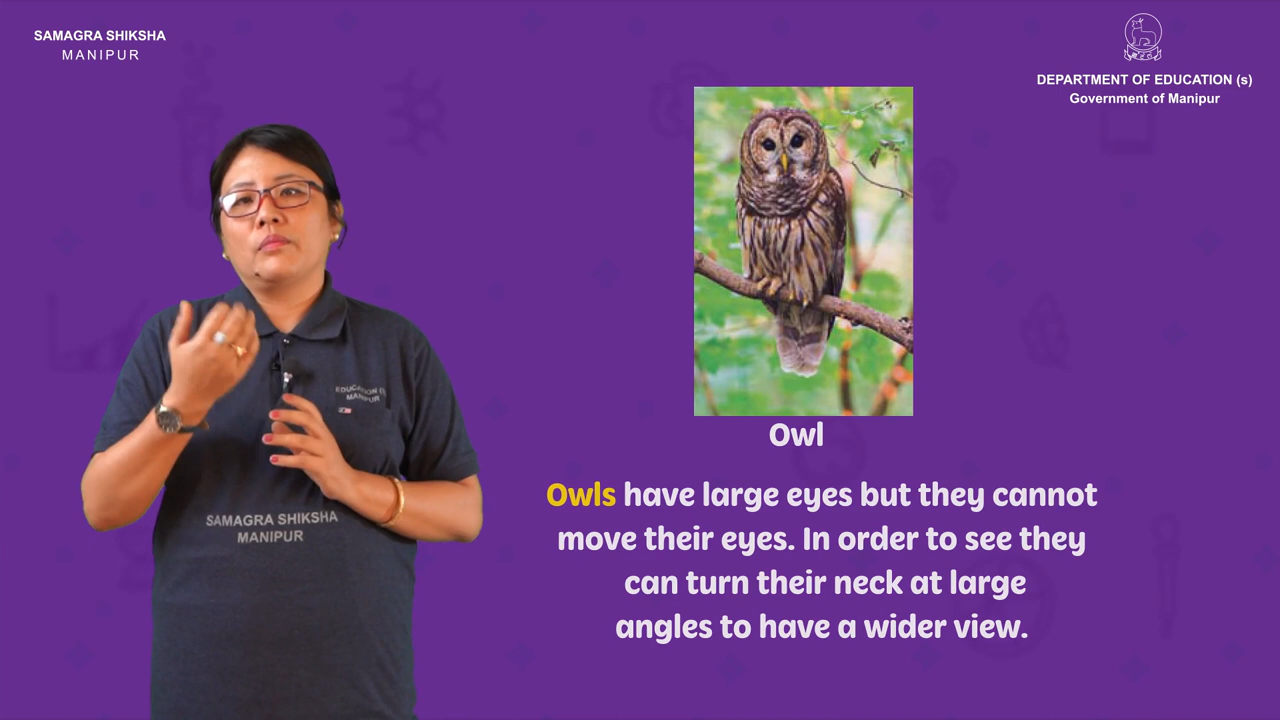 SAMAGRA SHIKSHA
MANIPUR
DEPARTMENT OF EDUCATION (s)
Government of Manipur
MANIPUR
SAMAGRA SHIKSHA
MANIPUR
Owl
Owls have large eyes but they cannot
move their eyes. In order to see they
can turn their neck at large
angles to have a wider view.